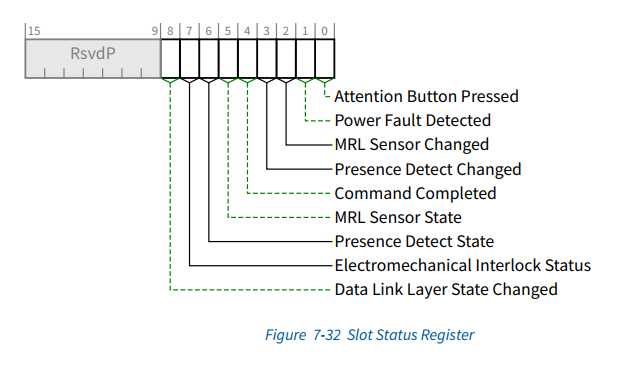 15 9 8 7 6 5 4 3 2 1 0
RsvdP
Attention Button Pressed
Power Fault Detected
MRL Sensor Changed
Presence Detect Changed
Command Completed
MRL Sensor State
Presence Detect State
Electromechanical Interlock Status
Data Link Layer State Changed
Figure 7-32 Slot Status Register